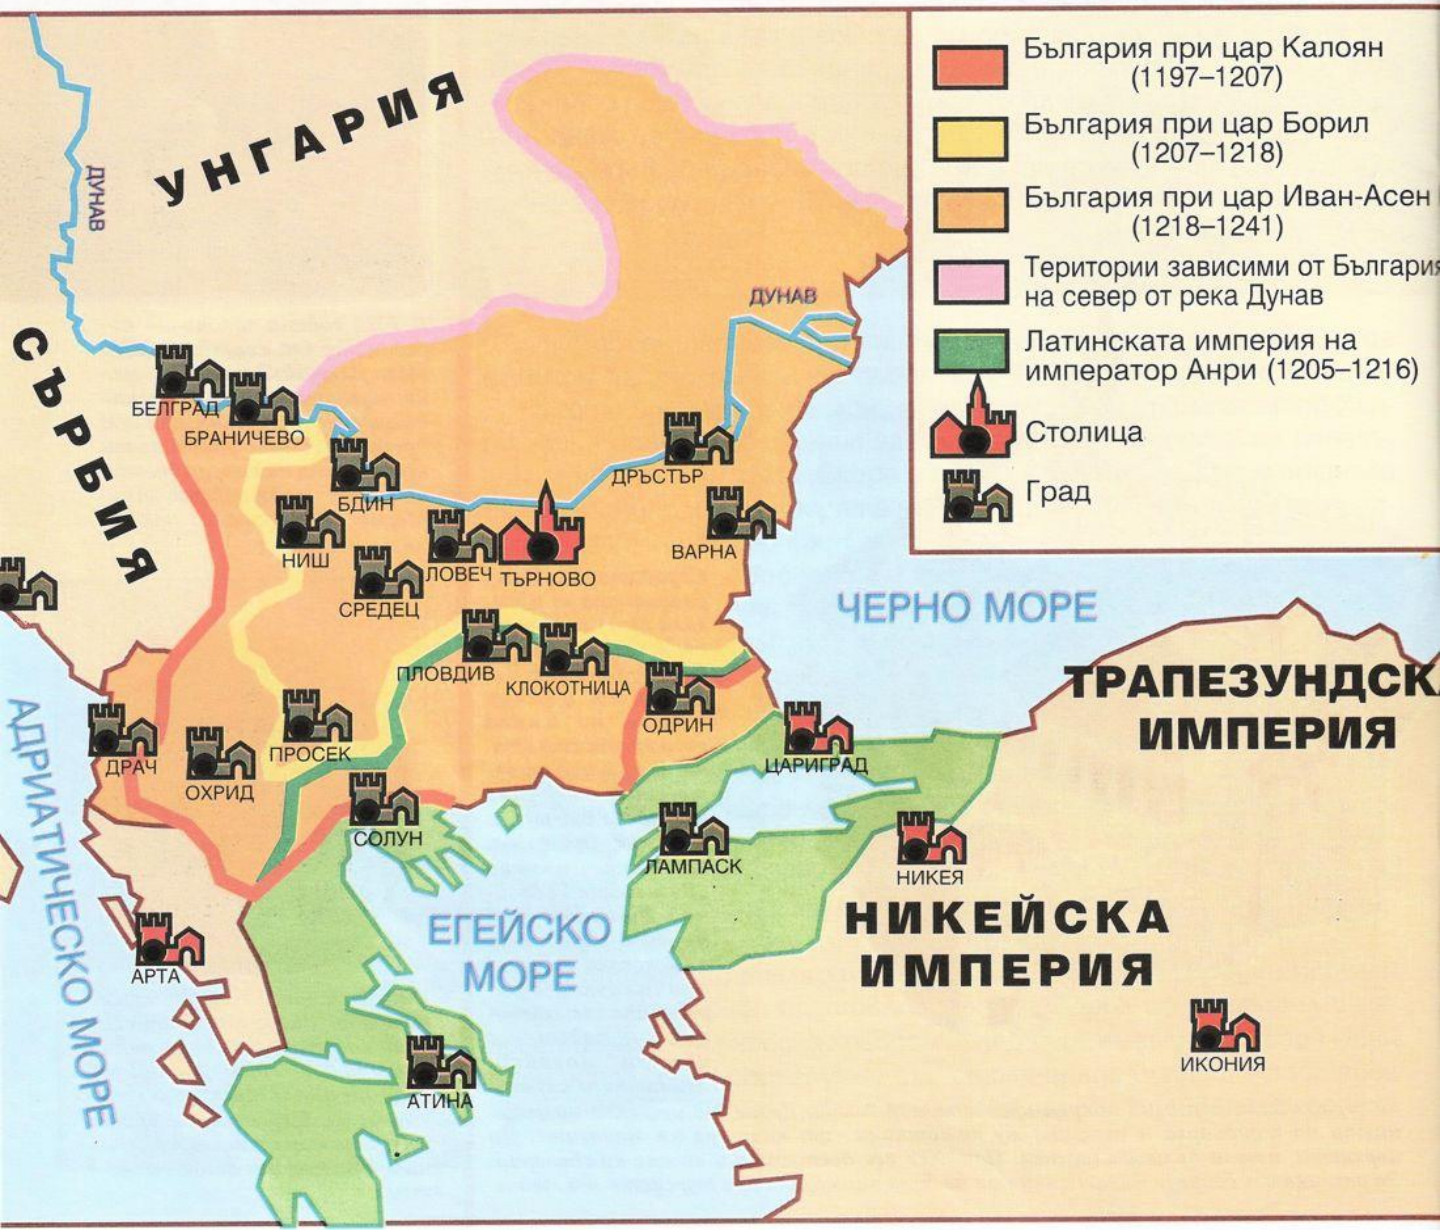 България при цар Калоян
(1197–1207)
България при цар Борил
(1207–1218)
България при цар Иван-Асен
(1218–1241)
Територии зависими от България
на север от река Дунав
Латинската империя на
император Анри (1205–1216)
Столица
Град
УНГАРИЯ
ДУНАВ
СЪРБИЯ
ДУНАВ
БЕЛГРАД
БРАНИЧЕВО
БДИН
ДРЪСТЪР
НИШ
ЛОВЕЧ
ТЪРНОВО
ВАРНА
СРЕДЕЦ
ЧЕРНО МОРЕ
ПЛОВДИВ
КЛОКОТНИЦА
ОДРИН
ТРАПЕЗУНДСКА
ИМПЕРИЯ
ДРАЧ
ОХРИД
ПРОСЕК
ЦАРИГРАД
СОЛУН
ЛАМПАСК
НИКЕЯ
АДРИАТИЧЕСКО МОРЕ
АРТА
ЕГЕЙСКО
МОРЕ
НИКЕЙСКА
ИМПЕРИЯ
ИКОНИЯ
АТИНА